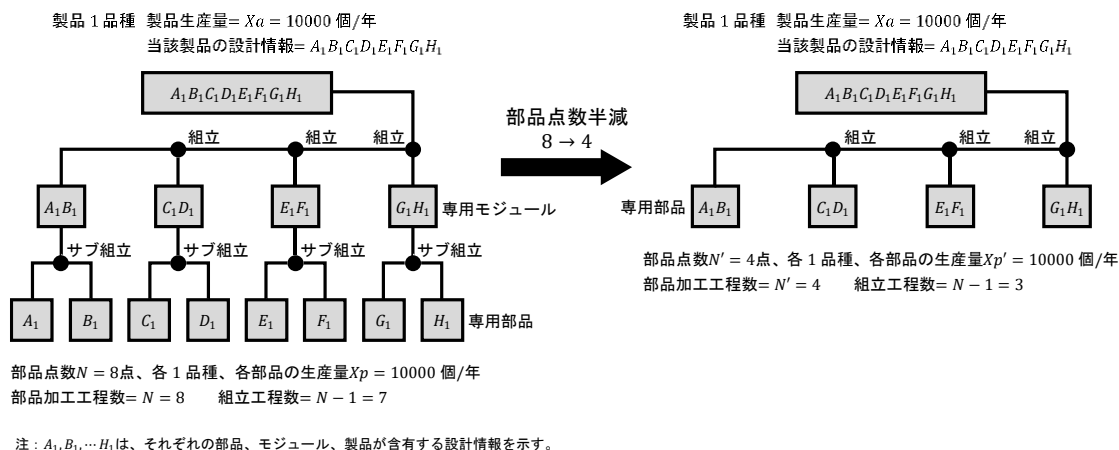 製品 1 品種 製品生産量= Xa = 10000 個/年
当該製品の設計情報= A₁B₁C₁D₁E₁F₁G₁H₁
A₁B₁C₁D₁E₁F₁G₁H₁
組立
組立
組立
A₁B₁
C₁D₁
E₁F₁
G₁H₁
専用モジュール
サブ組立
サブ組立
サブ組立
サブ組立
A₁
B₁
C₁
D₁
E₁
F₁
G₁
H₁
専用部品
部品点数N = 8点、各 1 品種、各部品の生産量Xp = 10000 個/年
部品加工工程数= N = 8 組立工程数= N − 1 = 7
部品点数半減
8 → 4
製品 1 品種 製品生産量= Xa = 10000 個/年
当該製品の設計情報= A₁B₁C₁D₁E₁F₁G₁H₁
A₁B₁C₁D₁E₁F₁G₁H₁
組立
組立
組立
専用部品
A₁B₁
C₁D₁
E₁F₁
G₁H₁
部品点数N′ = 4点、各 1 品種、各部品の生産量Xp′ = 10000 個/年
部品加工工程数= N′ = 4 組立工程数= N − 1 = 3
注：A₁,B₁,⋯H₁は、それぞれの部品、モジュール、製品が含有する設計情報を示す。